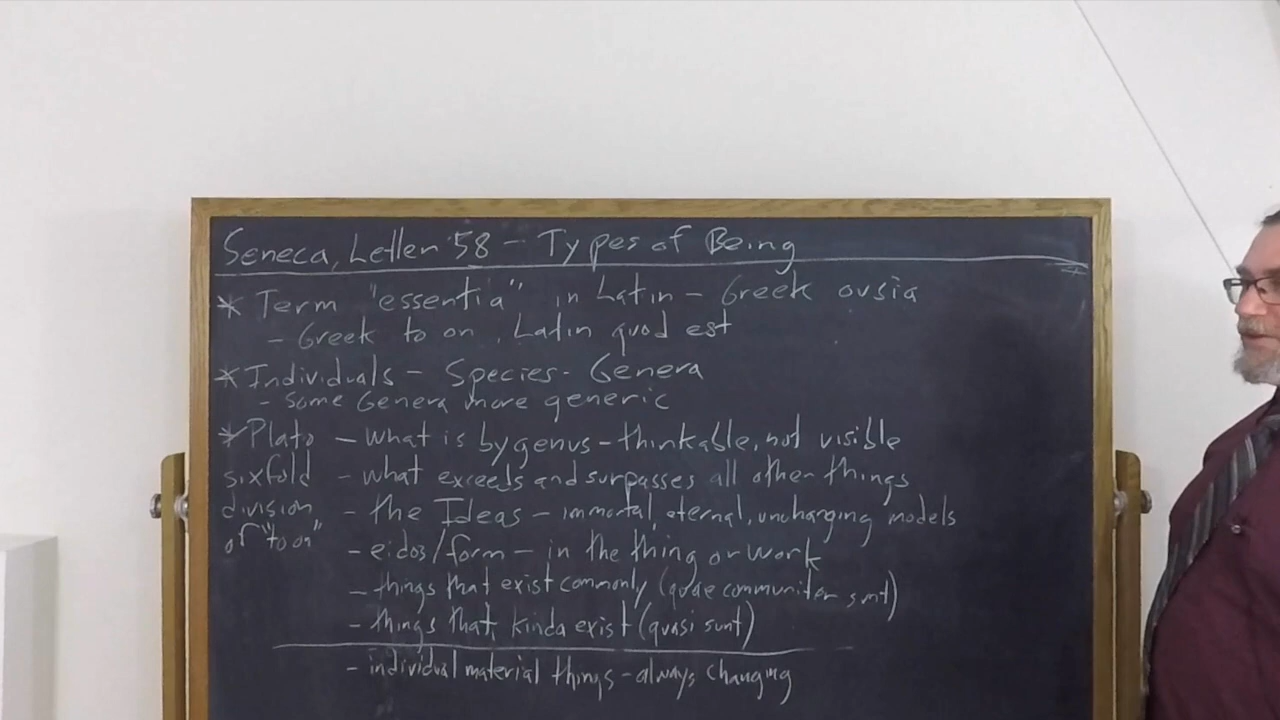 Seneca, Letter 58 - Types of Being
* Term "essentia" in Latin - Greek ousia
- Greek to on, Latin quod est
* Individuals - Species - Genera
- Some Genera more generic
* Plato - what is by genus - thinkable, not visible
sixfold - what exceeds and surpasses all other things
division - the Ideas - immortal, eternal, unchanging models
of "to on" - eidos/form - in the thing or work
- things that exist commonly (quae communiter sunt)
- things that kinda exist (quasi sunt)
- individual material things - always changing